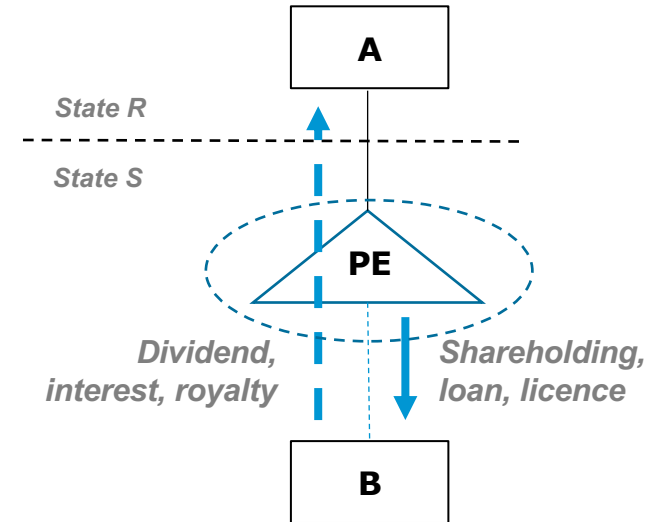 A
State R
State S
PE
Dividend,
interest, royalty
Shareholding,
loan, licence
B